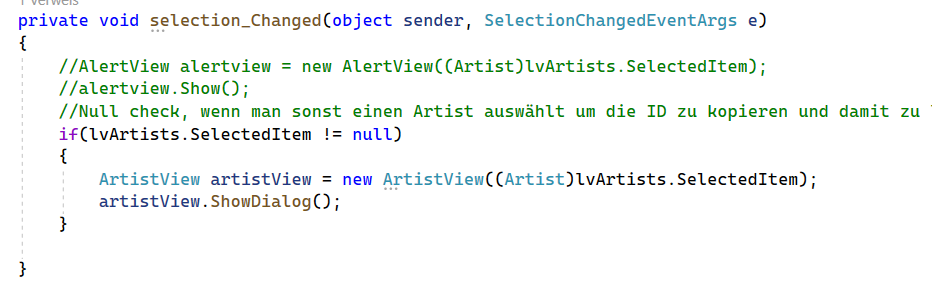 1 Verweis
private void selection_Changed(object sender, SelectionChangedEventArgs e)
{
//AlertView alertview = new AlertView((Artist)lvArtists.SelectedItem);
//alertview.Show();
//Null check, wenn man sonst einen Artist auswählt um die ID zu kopieren und damit zu
if(lvArtists.SelectedItem != null)
{
ArtistView artistView = new ArtistView((Artist)lvArtists.SelectedItem);
artistView.ShowDialog();
}
}